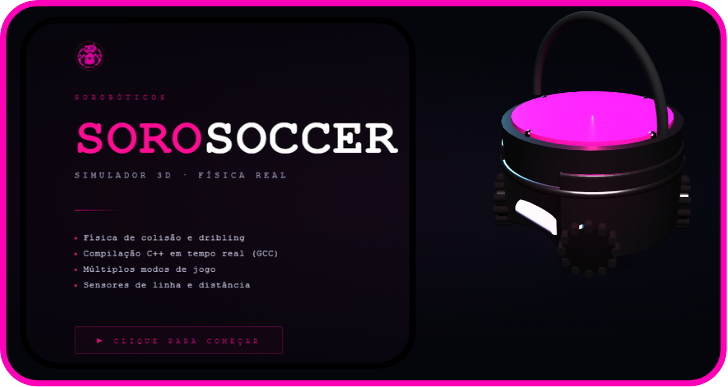 SOROBÓTICOS
SOROSOCCER
SIMULADOR 3D · FÍSICA REAL
Física de colisão e dribling
Compilação C++ em tempo real (GCC)
Múltiplos modos de jogo
Sensores de linha e distância
▶ CLIQUE PARA COMEÇAR